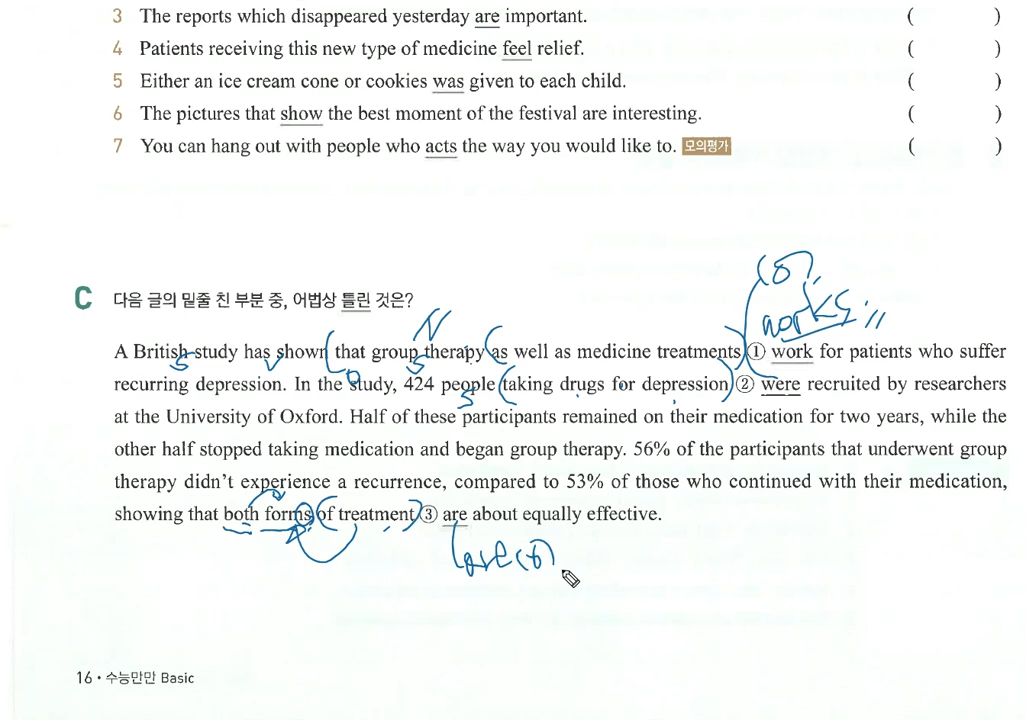 3 The reports which disappeared yesterday are important. ( )
4 Patients receiving this new type of medicine feel relief. ( )
5 Either an ice cream cone or cookies was given to each child. ( )
6 The pictures that show the best moment of the festival are interesting. ( )
7 You can hang out with people who acts the way you would like to. 모의평가 ( )
C 다음 글의 밑줄 친 부분 중, 어법상 틀린 것은?
works
N
A British study has shown that group therapy as well as medicine treatments ① work for patients who suffer
S V S
recurring depression. In the study, 424 people taking drugs for depression ② were recruited by researchers
O S
at the University of Oxford. Half of these participants remained on their medication for two years, while the
other half stopped taking medication and began group therapy. 56% of the participants that underwent group
therapy didn't experience a recurrence, compared to 53% of those who continued with their medication,
showing that both forms of treatment ③ are about equally effective.
are
16 • 수능만만 Basic